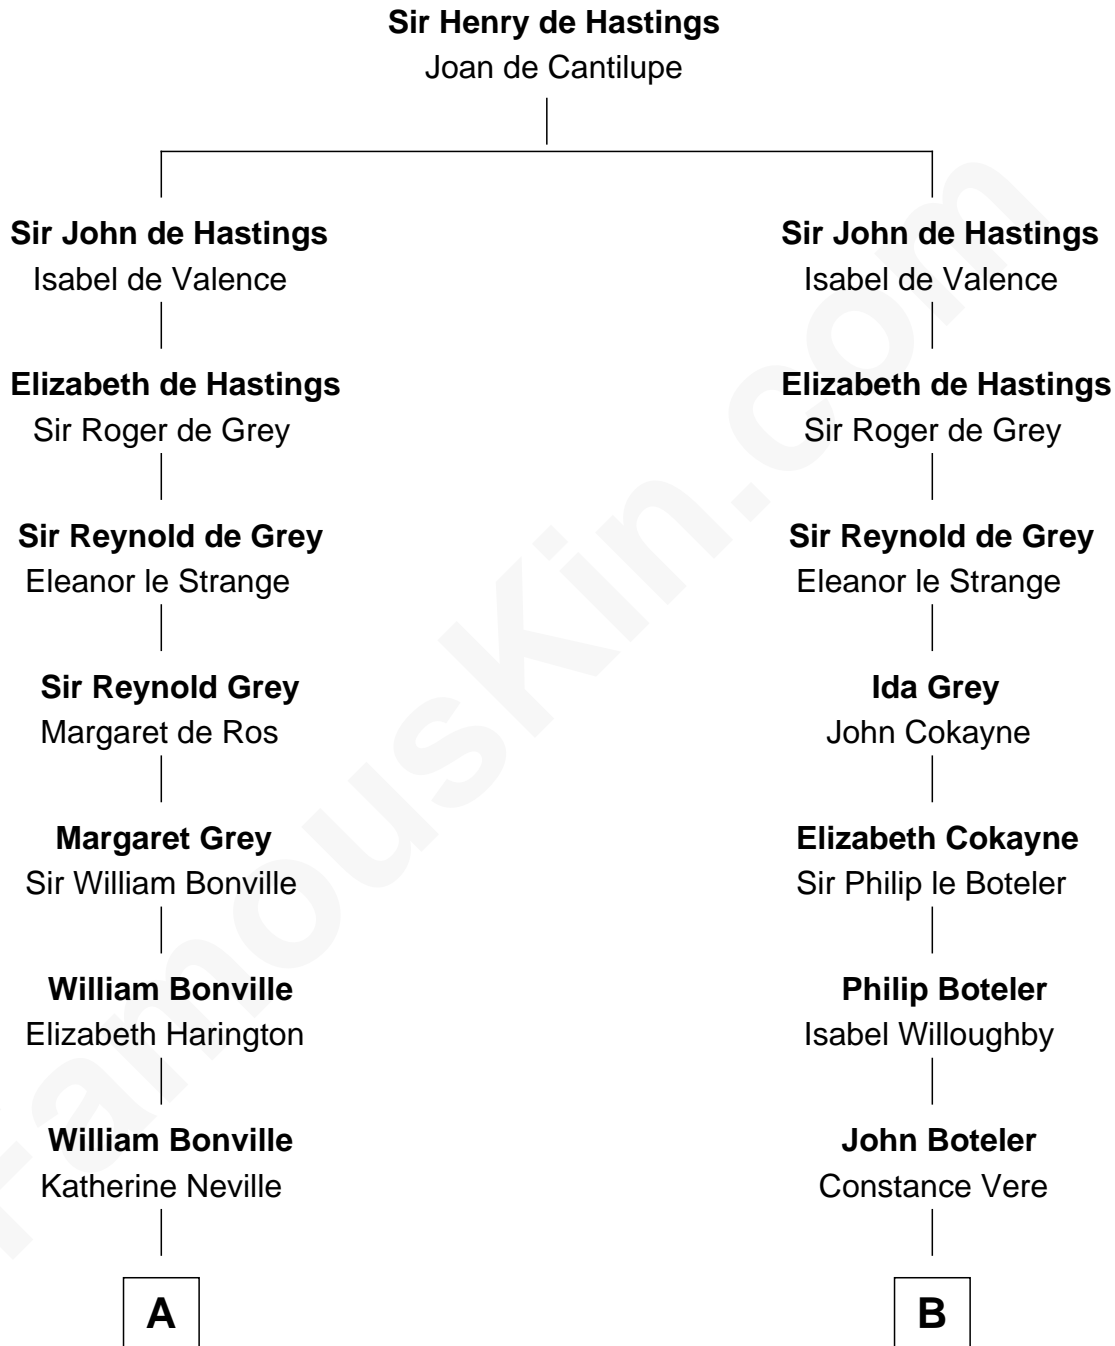 Sir Henry de Hastings
Joan de Cantilupe
Sir John de Hastings
Isabel de Valence
Sir John de Hastings
Isabel de Valence
Elizabeth de Hastings
Sir Roger de Grey
Elizabeth de Hastings
Sir Roger de Grey
Sir Reynold de Grey
Eleanor le Strange
Sir Reynold de Grey
Eleanor le Strange
Sir Reynold Grey
Margaret de Ros
Ida Grey
John Cokayne
Margaret Grey
Sir William Bonville
Elizabeth Cokayne
Sir Philip le Boteler
William Bonville
Elizabeth Harington
Philip Boteler
Isabel Willoughby
William Bonville
Katherine Neville
John Boteler
Constance Vere
A
B
FamousKin.com